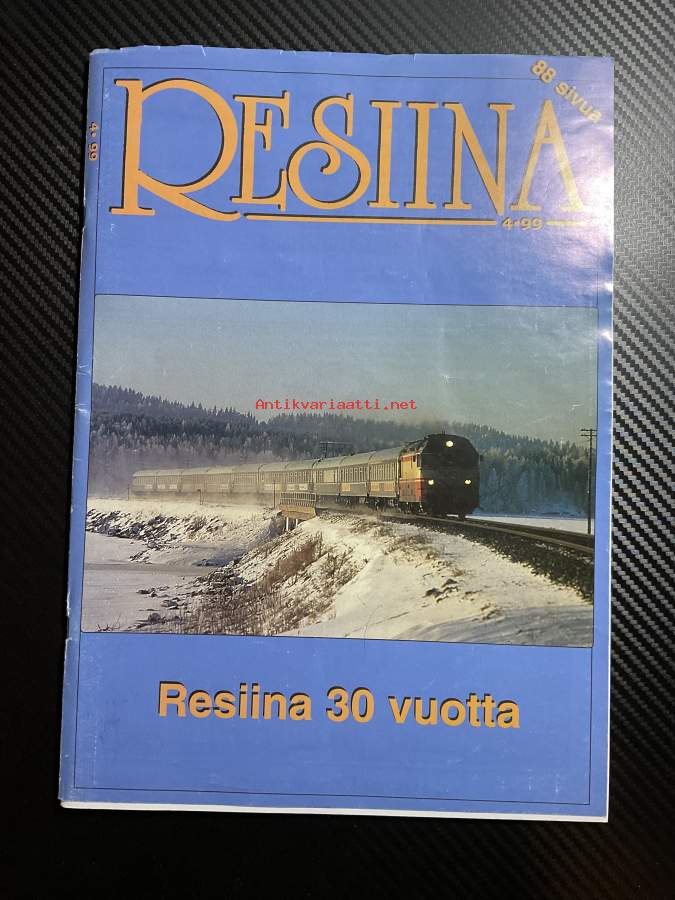 88 sivua
RESIINA
4·99
4·99
Antikvariaatti.net
Resiina 30 vuotta